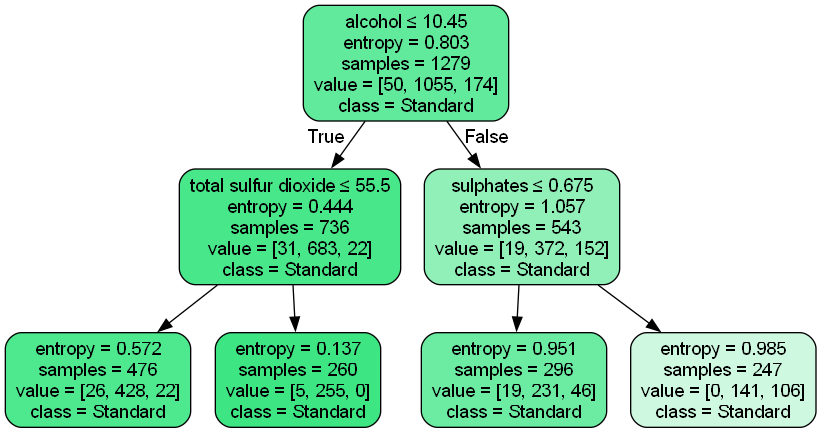 alcohol ≤ 10.45
entropy = 0.803
samples = 1279
value = [50, 1055, 174]
class = Standard
True
False
total sulfur dioxide ≤ 55.5
entropy = 0.444
samples = 736
value = [31, 683, 22]
class = Standard
sulphates ≤ 0.675
entropy = 1.057
samples = 543
value = [19, 372, 152]
class = Standard
entropy = 0.572
samples = 476
value = [26, 428, 22]
class = Standard
entropy = 0.137
samples = 260
value = [5, 255, 0]
class = Standard
entropy = 0.951
samples = 296
value = [19, 231, 46]
class = Standard
entropy = 0.985
samples = 247
value = [0, 141, 106]
class = Standard